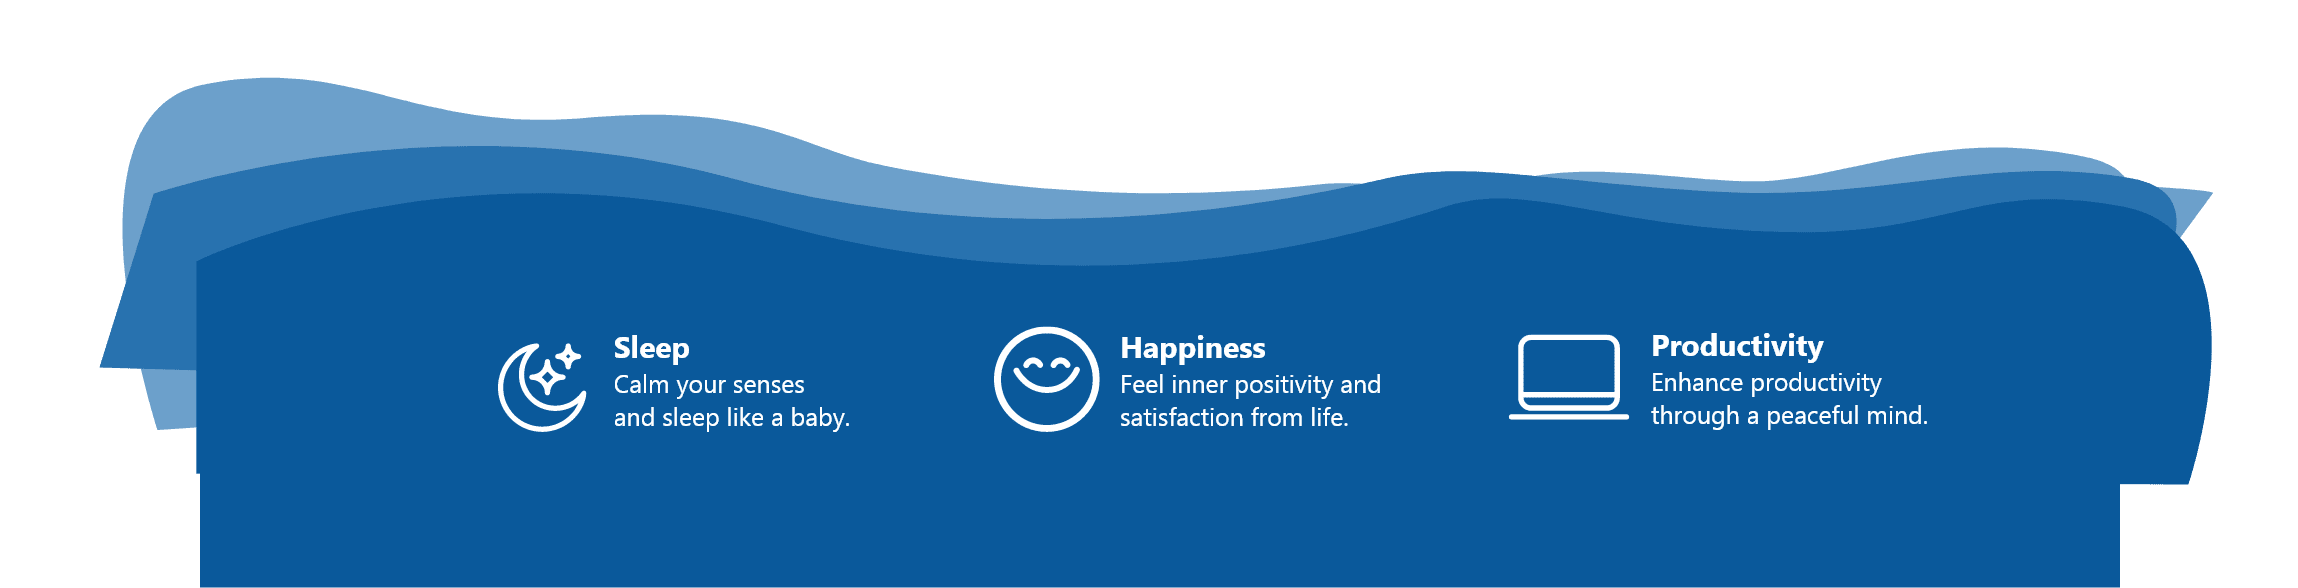 Sleep
Calm your senses
and sleep like a baby.
Happiness
Feel inner positivity and
satisfaction from life.
Productivity
Enhance productivity
through a peaceful mind.